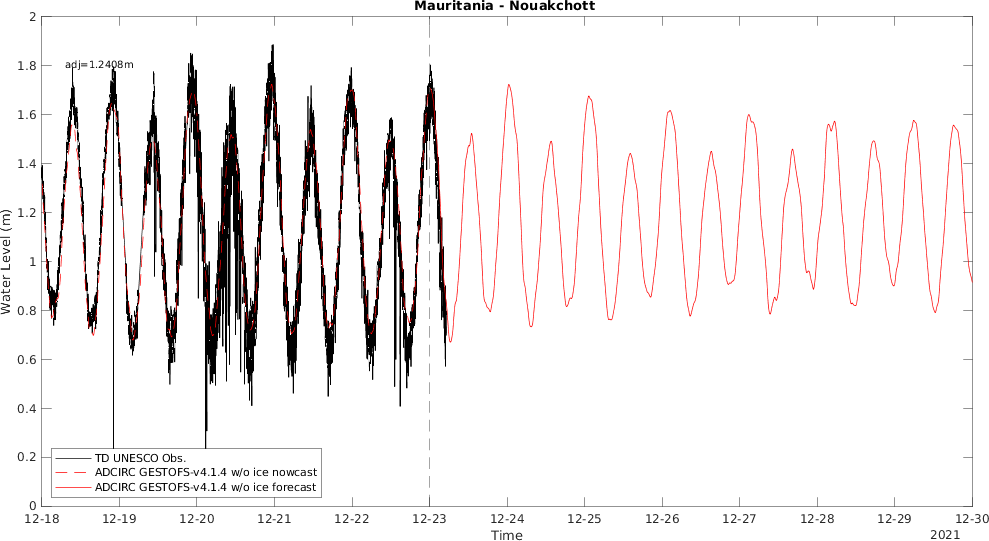 Mauritania - Nouakchott
2
1.8
1.6
1.4
1.2
1
0.8
0.6
0.4
0.2
0
Water Level (m)
adj=1.2408m
TD UNESCO Obs.
ADCIRC GESTOFS-v4.1.4 w/o ice nowcast
ADCIRC GESTOFS-v4.1.4 w/o ice forecast
12-18 12-19 12-20 12-21 12-22 12-23 12-24 12-25 12-26 12-27 12-28 12-29 12-30
Time
2021